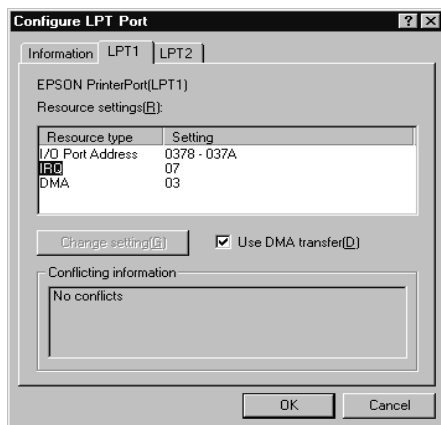 Configure LPT Port
Information LPT1 LPT2
EPSON PrinterPort(LPT1)
Resource settings(R):
Resource type Setting
I/O Port Address 0378 - 037A
IRQ 07
DMA 03
Change setting(G) Use DMA transfer(D)
Conflicting information
No conflicts
OK Cancel